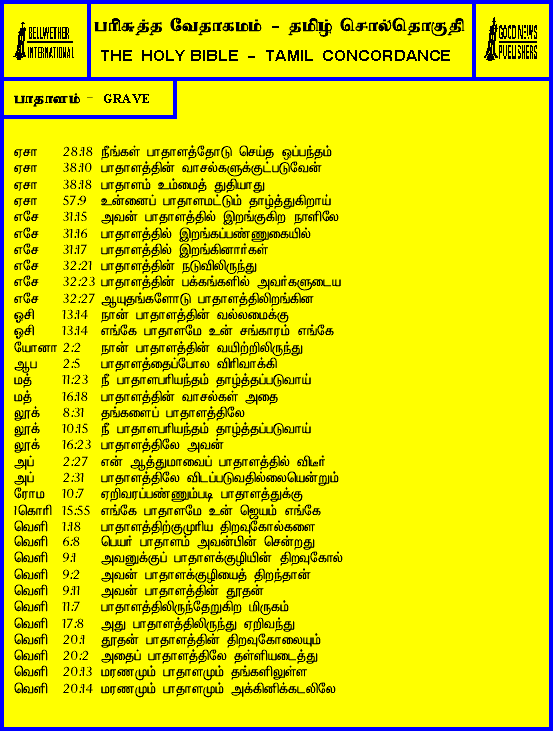 BELLWETHER INTERNATIONAL
பரிசுத்த வேதாகமம் - தமிழ் சொல்தொகுதி
THE HOLY BIBLE - TAMIL CONCORDANCE
GOOD NEWS PUBLISHERS
பாதாளம் - GRAVE
ஏசா 28:18 நீங்கள் பாதாளத்தோடு செய்த ஒப்பந்தம்
ஏசா 38:10 பாதாளத்தின் வாசல்களுக்குட்படுவேன்
ஏசா 38:18 பாதாளம் உம்மைத் துதியாது
ஏசா 57:9 உன்னைப் பாதாளமட்டும் தாழ்த்துகிறாய்
எசே 31:15 அவன் பாதாளத்தில் இறங்குகிற நாளிலே
எசே 31:16 பாதாளத்தில் இறங்கப்பண்ணுகையில்
எசே 31:17 பாதாளத்தில் இறங்கினார்கள்
எசே 32:21 பாதாளத்தின் நடுவிலிருந்து
எசே 32:23 பாதாளத்தின் பக்கங்களில் அவர்களுடைய
எசே 32:27 ஆயுதங்களோடு பாதாளத்திலிறங்கின
ஓசி 13:14 நான் பாதாளத்தின் வல்லமைக்கு
ஓசி 13:14 எங்கே பாதாளமே உன் சங்காரம் எங்கே
யோனா 2:2 நான் பாதாளத்தின் வயிற்றிலிருந்து
ஆப 2:5 பாதாளத்தைப்போல விரிவாக்கி
மத் 11:23 நீ பாதாளபரியந்தம் தாழ்த்தப்படுவாய்
மத் 16:18 பாதாளத்தின் வாசல்கள் அதை
லூக் 8:31 தங்களைப் பாதாளத்திலே
லூக் 10:15 நீ பாதாளபரியந்தம் தாழ்த்தப்படுவாய்
லூக் 16:23 பாதாளத்திலே அவன்
அப் 2:27 என் ஆத்துமாவைப் பாதாளத்தில் விடீர்
அப் 2:31 பாதாளத்திலே விடப்படுவதில்லையென்றும்
ரோம 10:7 ஏறிவரப்பண்ணும்படி பாதாளத்துக்கு
1கொரி 15:55 எங்கே பாதாளமே உன் ஜெயம் எங்கே
வெளி 1:18 பாதாளத்திற்குமுரிய திறவுகோல்களை
வெளி 6:8 பெயர் பாதாளம் அவன்பின் சென்றது
வெளி 9:1 அவனுக்குப் பாதாளக்குழியின் திறவுகோல்
வெளி 9:2 அவன் பாதாளக்குழியைத் திறந்தான்
வெளி 9:11 அவன் பாதாளத்தின் தூதன்
வெளி 11:7 பாதாளத்திலிருந்தேறுகிற மிருகம்
வெளி 17:8 அது பாதாளத்திலிருந்து ஏறிவந்து
வெளி 20:1 தூதன் பாதாளத்தின் திறவுகோலையும்
வெளி 20:2 அதைப் பாதாளத்திலே தள்ளியடைத்து
வெளி 20:13 மரணமும் பாதாளமும் தங்களிலுள்ள
வெளி 20:14 மரணமும் பாதாளமும் அக்கினிக்கடலிலே